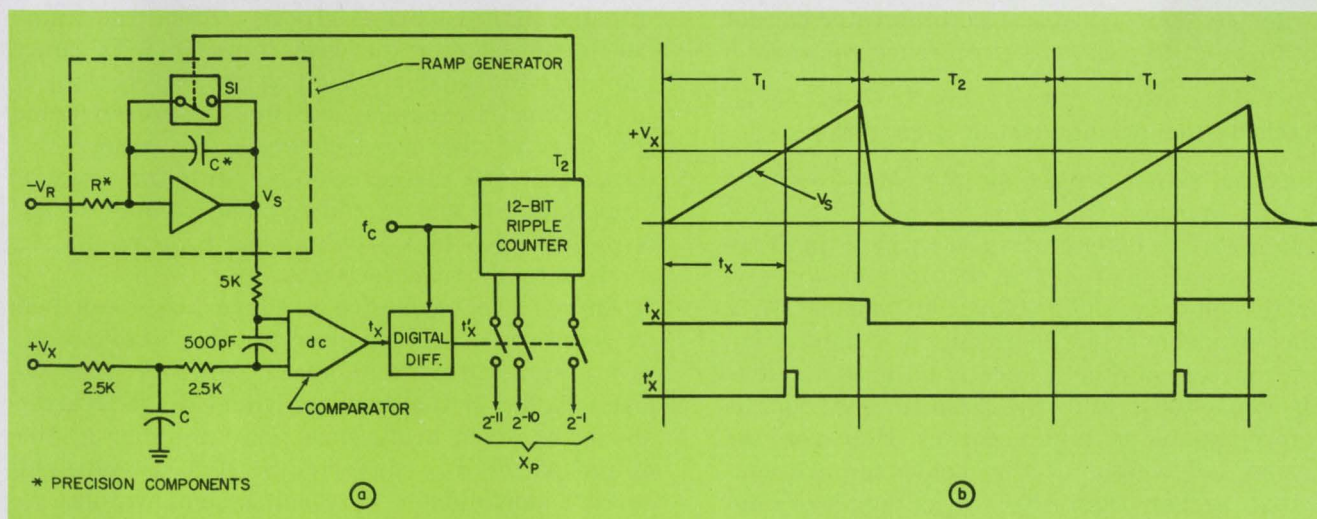 RAMP GENERATOR
S1
C*
–V_R
R*
V_S
T_2
f_C
12-BIT
RIPPLE
COUNTER
5K
500 pF
dc
t_X
DIGITAL
DIFF.
t'_X
+V_X
2.5K
2.5K
C
COMPARATOR
2^-11
2^-10
2^-1
X_P
* PRECISION COMPONENTS
a
T_1
T_2
T_1
+V_X
V_S
t_X
t_X
t'_X
b